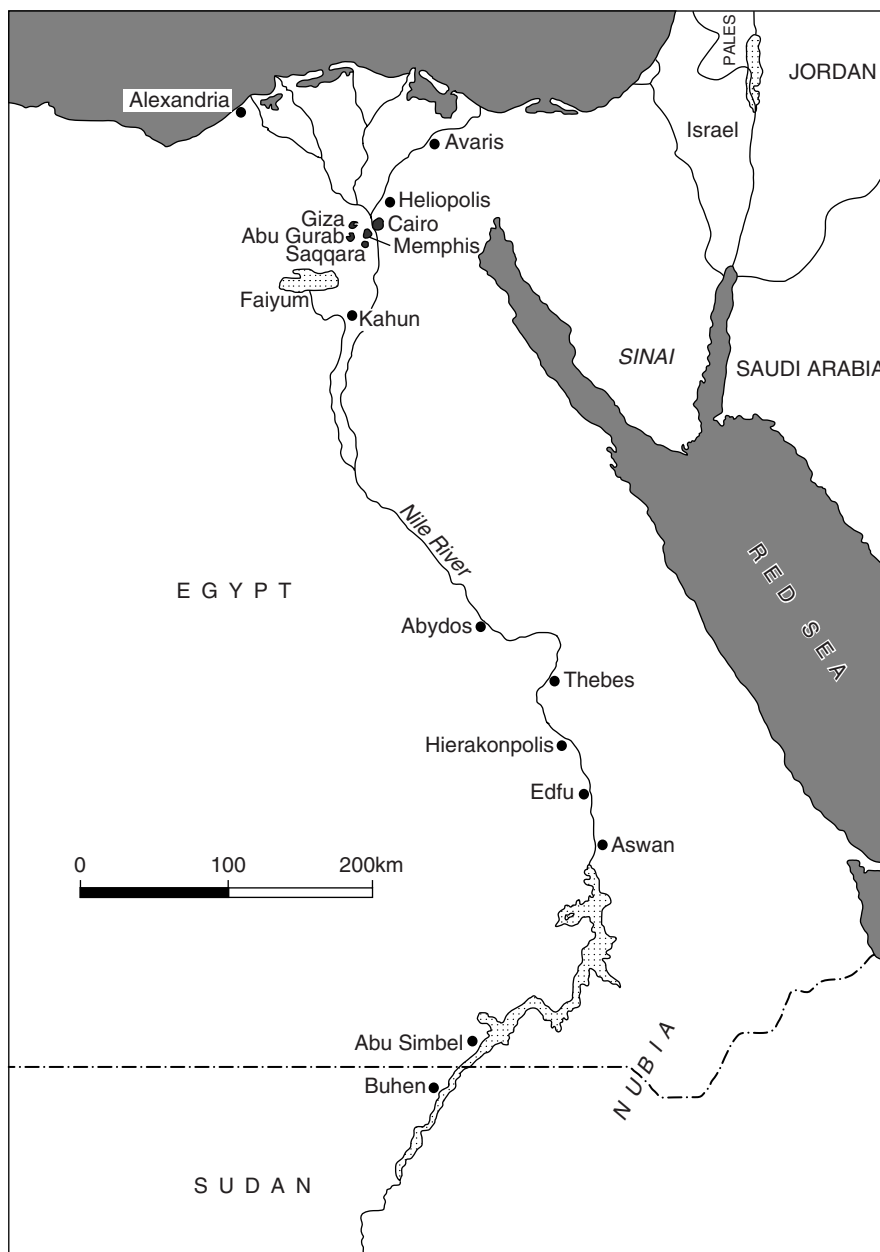 PALES
JORDAN
Alexandria
Israel
Avaris
Heliopolis
Giza
Cairo
Abu Gurab
Memphis
Saqqara
Faiyum
Kahun
SINAI
SAUDI ARABIA
Nile River
RED SEA
EGYPT
Abydos
Thebes
Hierakonpolis
Edfu
Aswan
0 100 200km
Abu Simbel
NUBIA
Buhen
SUDAN